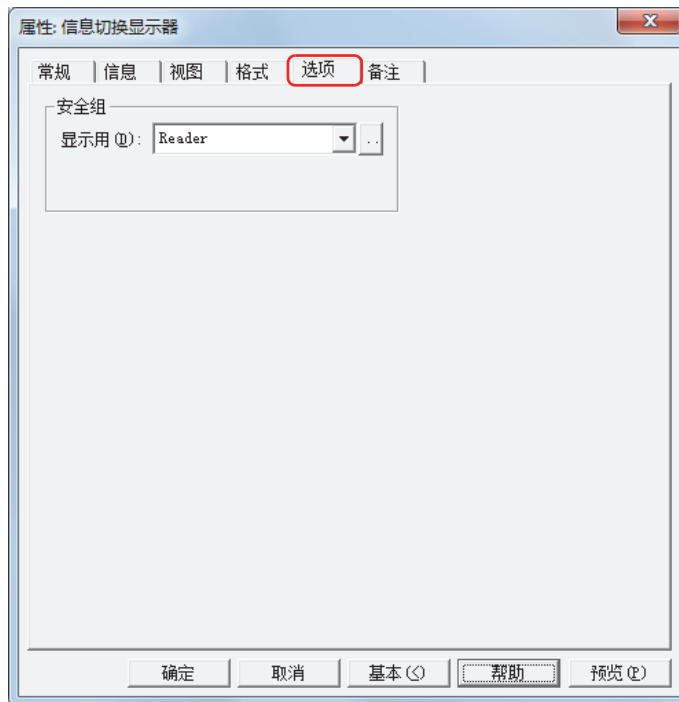 属性: 信息切换显示器
常规 信息 视图 格式 选项 备注
安全组
显示用(D): Reader ..
确定 取消 基本(<) 帮助 预览(P)